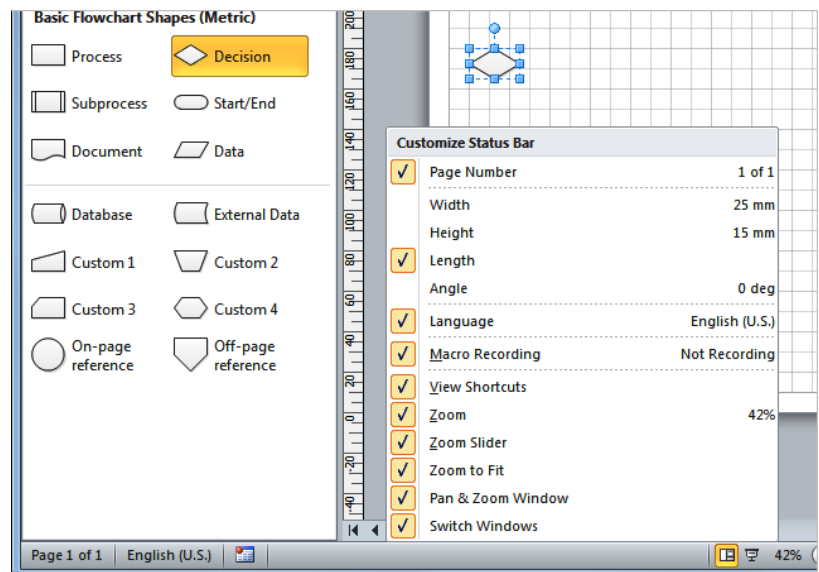 Basic Flowchart Shapes (Metric)
Process Decision
Subprocess Start/End
Document Data
Database External Data
Custom 1 Custom 2
Custom 3 Custom 4
On-page reference
Off-page reference
200
180
160
140
120
100
80
60
40
20
0
-20
-40
Customize Status Bar
Page Number 1 of 1
Width 25 mm
Height 15 mm
Length
Angle 0 deg
Language English (U.S.)
Macro Recording Not Recording
View Shortcuts
Zoom 42%
Zoom Slider
Zoom to Fit
Pan & Zoom Window
Switch Windows
Page 1 of 1 English (U.S.) 42%